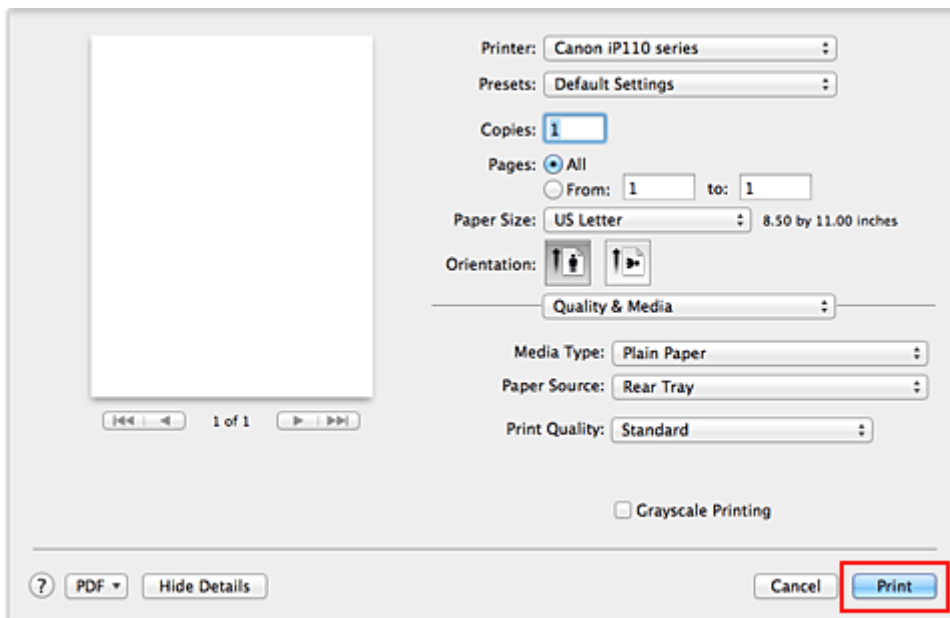 Printer: Canon iP110 series
Presets: Default Settings
Copies: 1
Pages: All
From: 1 to: 1
Paper Size: US Letter 8.50 by 11.00 inches
Orientation:
Quality & Media
Media Type: Plain Paper
Paper Source: Rear Tray
1 of 1
Print Quality: Standard
Grayscale Printing
? PDF Hide Details Cancel Print